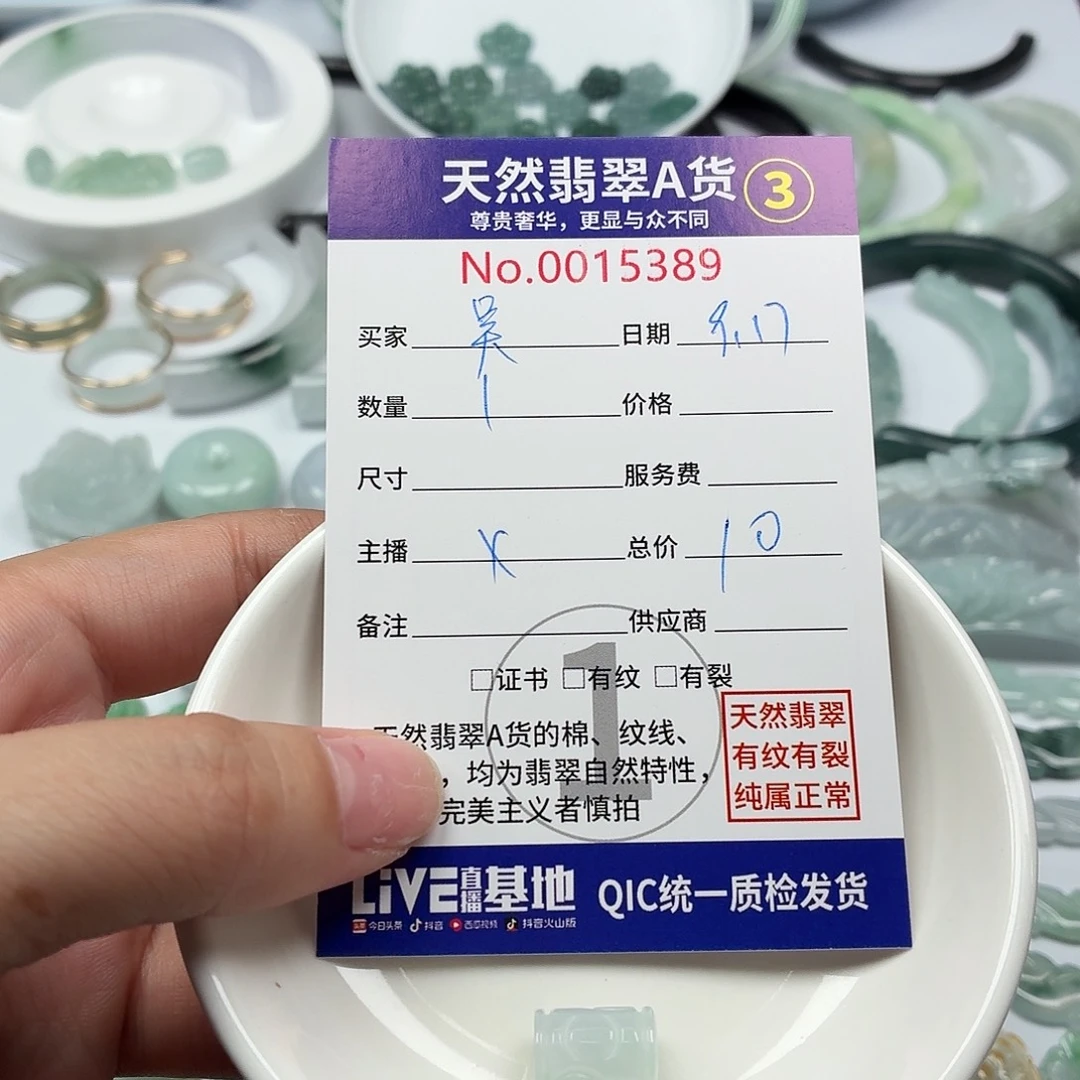 天然翡翠A货 3
尊贵奢华，更显与众不同
No.0015389
买家 吴 日期 9.17
数量 1 价格
尺寸 服务费
主播 K 总价 10
备注 供应商
1
□证书 □有纹 □有裂
天然翡翠A货的棉、纹线、
，均为翡翠自然特性，
完美主义者慎拍
天然翡翠
有纹有裂
纯属正常
LiVE直播基地 QIC统一质检发货
头条 今日头条 抖音 西瓜视频 抖音火山版